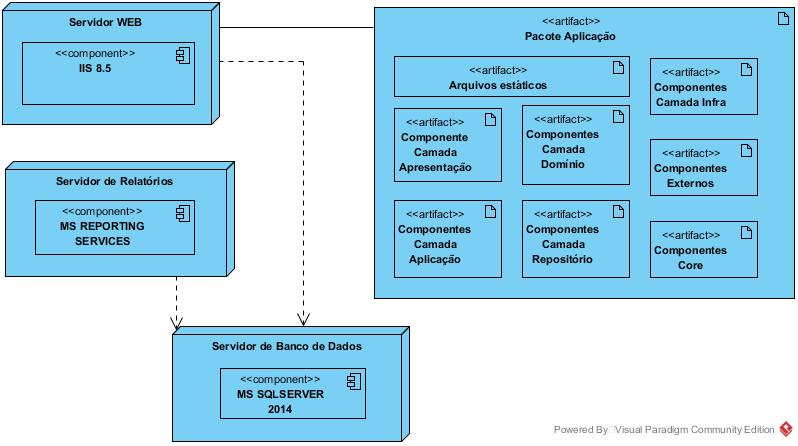 Servidor WEB
<<component>>
IIS 8.5
<<artifact>>
Pacote Aplicação
<<artifact>>
Arquivos estáticos
<<artifact>>
Componentes
Camada Infra
<<artifact>>
Componente
Camada
Apresentação
<<artifact>>
Componentes
Camada
Domínio
<<artifact>>
Componentes
Externos
<<artifact>>
Componentes
Camada
Aplicação
<<artifact>>
Componentes
Camada
Repositório
<<artifact>>
Componentes
Core
Servidor de Relatórios
<<component>>
MS REPORTING
SERVICES
Servidor de Banco de Dados
<<component>>
MS SQLSERVER
2014
Powered By Visual Paradigm Community Edition